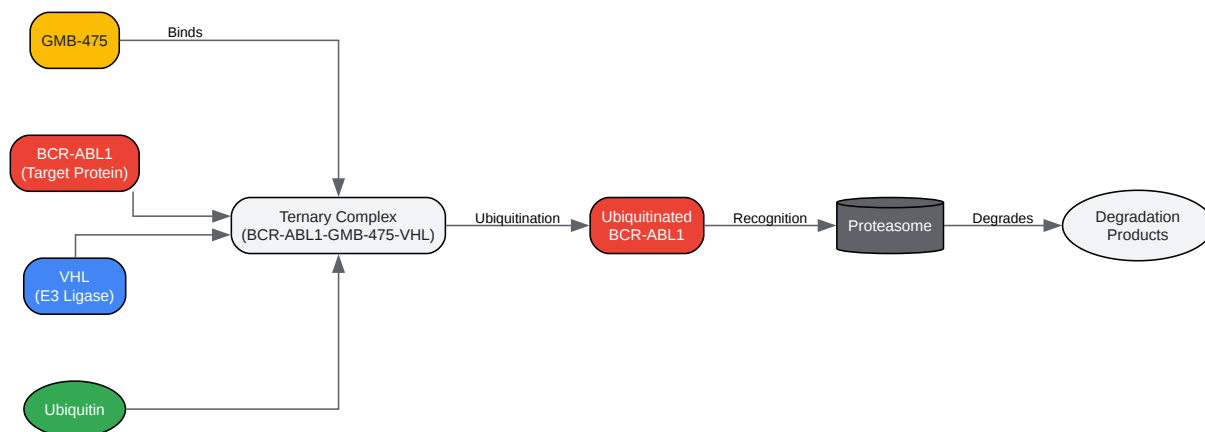 GMB-475
Binds
BCR-ABL1
(Target Protein)
VHL
(E3 Ligase)
Ubiquitin
Ternary Complex
(BCR-ABL1-GMB-475-VHL)
Ubiquitination
Ubiquitinated
BCR-ABL1
Recognition
Proteasome
Degrades
Degradation
Products